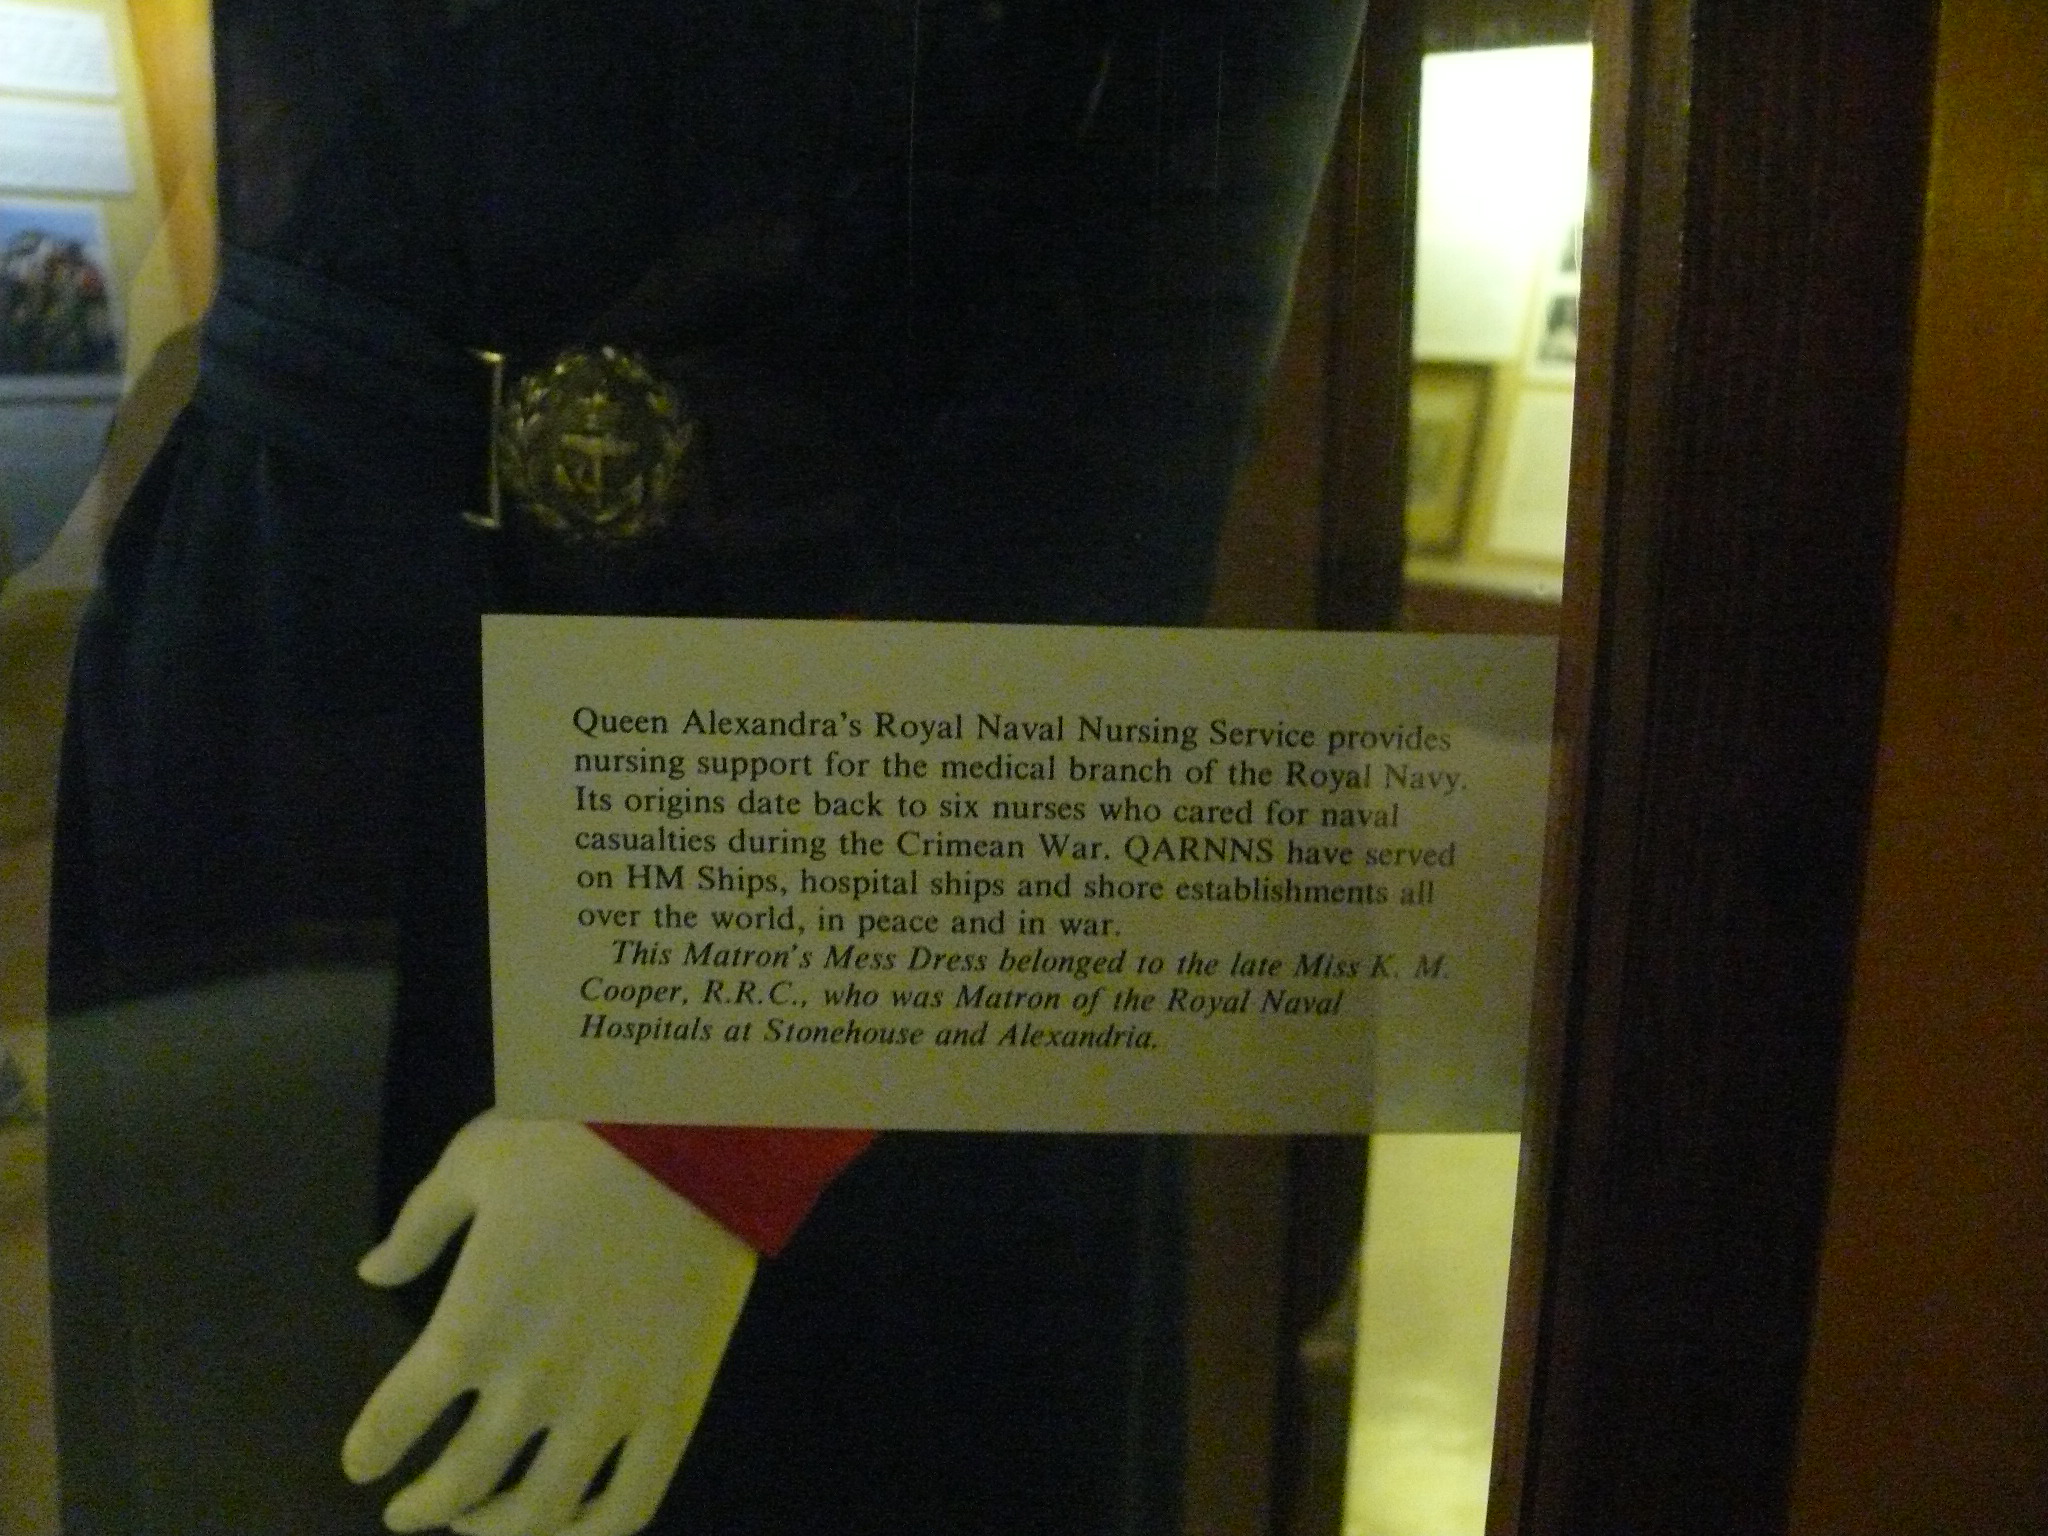 Queen Alexandra's Royal Naval Nursing Service provides
nursing support for the medical branch of the Royal Navy.
Its origins date back to six nurses who cared for naval
casualties during the Crimean War. QARNNS have served
on HM Ships, hospital ships and shore establishments all
over the world, in peace and in war.
This Matron's Mess Dress belonged to the late Miss K. M.
Cooper, R.R.C., who was Matron of the Royal Naval
Hospitals at Stonehouse and Alexandria.